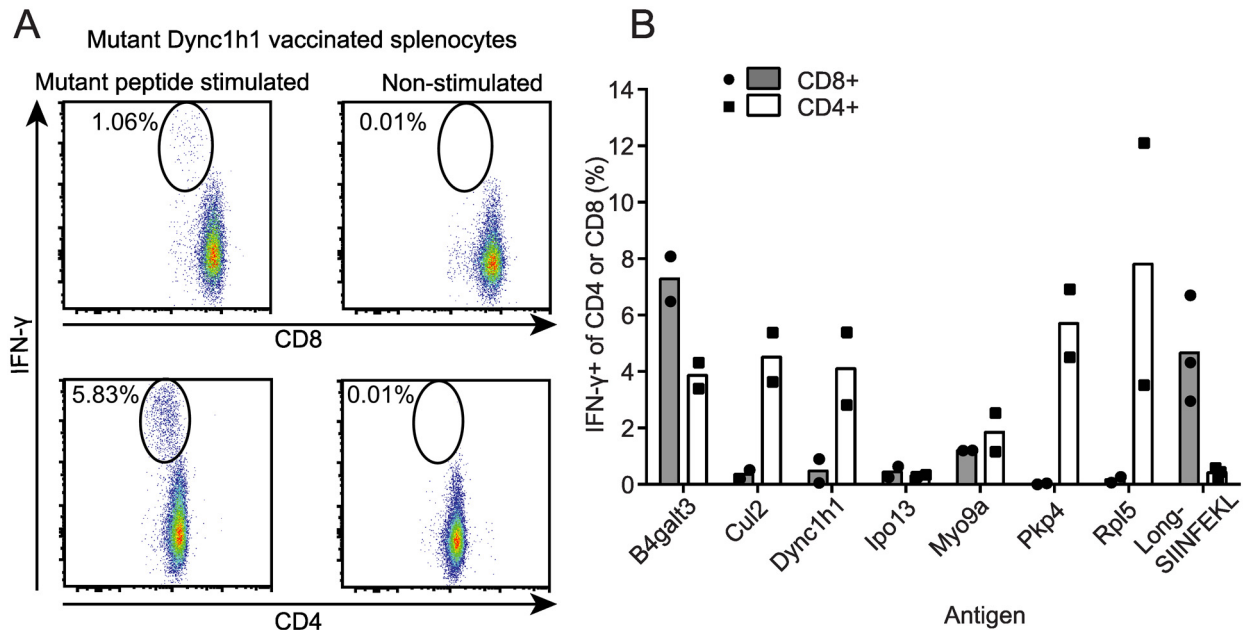 A
Mutant Dync1h1 vaccinated splenocytes
Mutant peptide stimulated
Non-stimulated
1.06%
0.01%
CD8
IFN-γ
5.83%
0.01%
CD4
B
CD8+
CD4+
IFN-γ+ of CD4 or CD8 (%)
14
12
10
8
6
4
2
0
B4galt3
Cul2
Dync1h1
Ipo13
Myo9a
Pkp4
Rpl5
Long-
SIINFEKL
Antigen